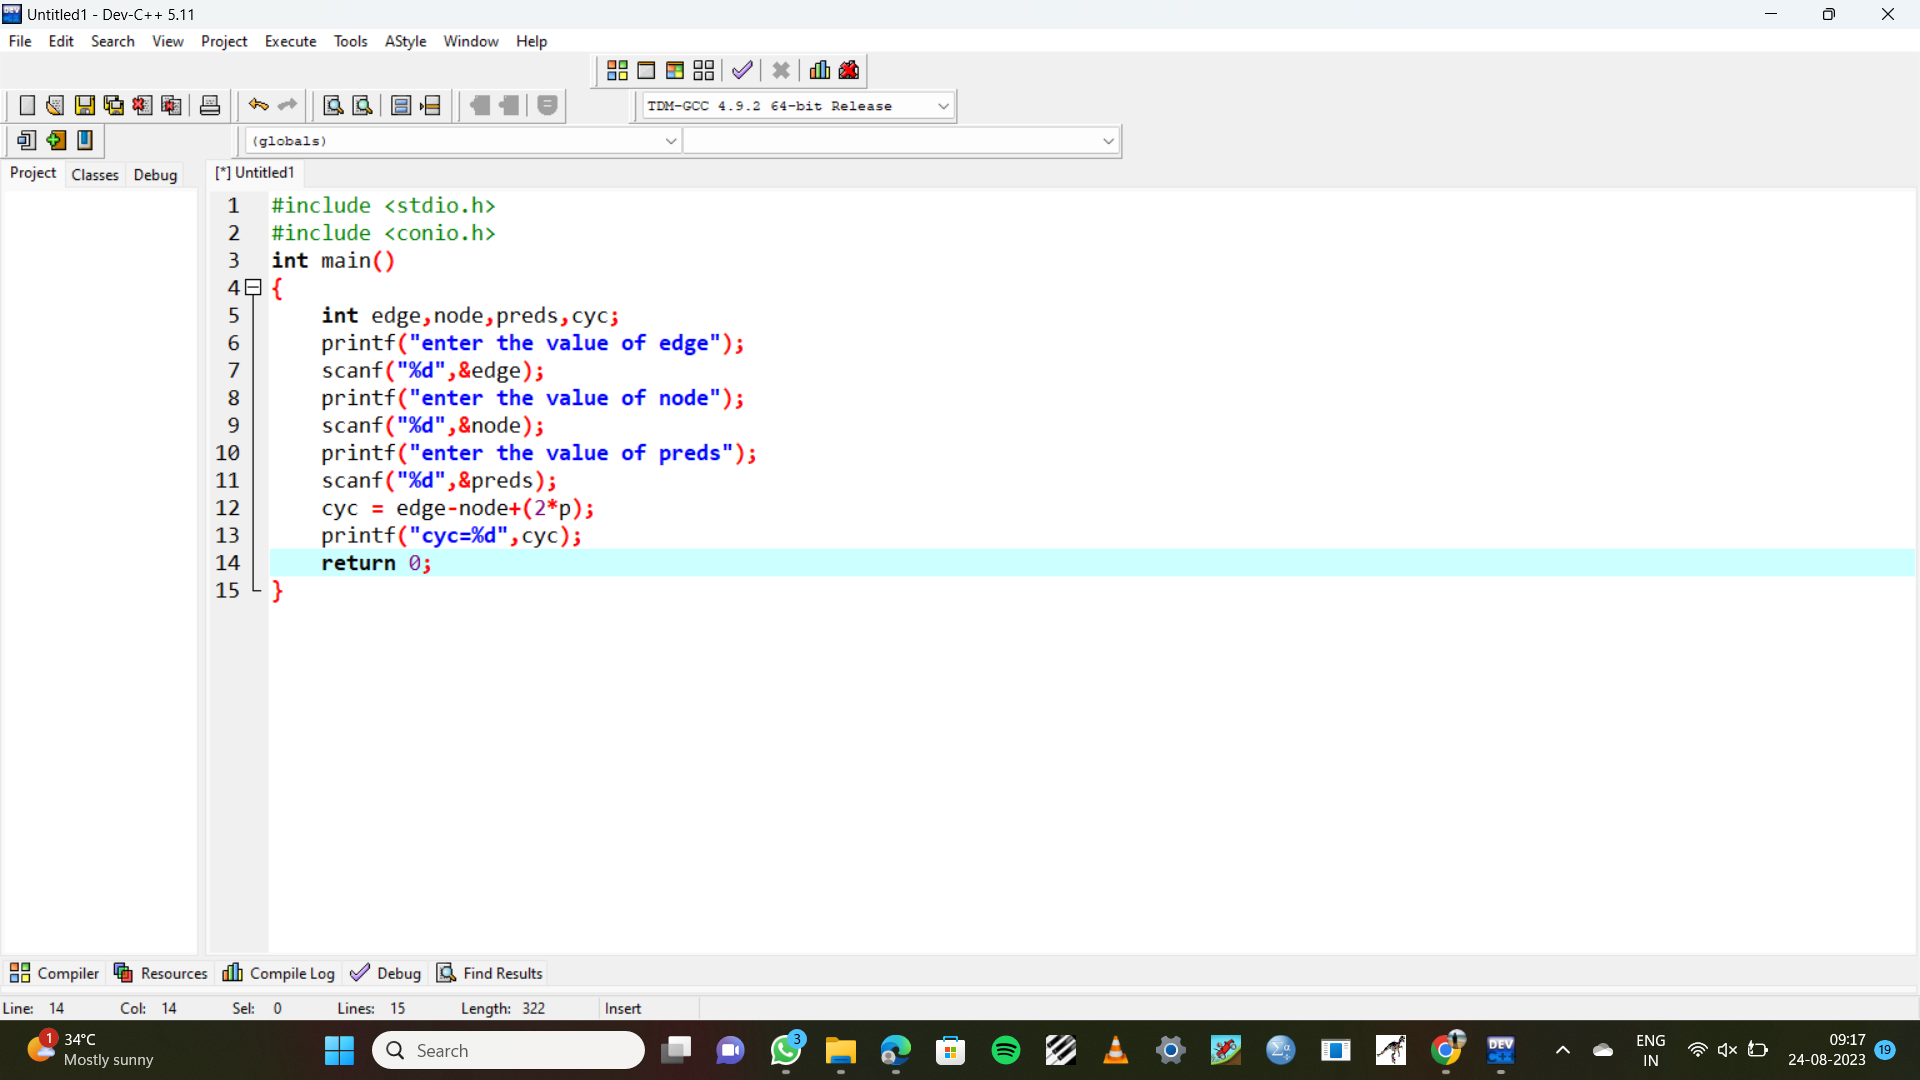 Untitled1 - Dev-C++ 5.11
File Edit Search View Project Execute Tools AStyle Window Help
TDM-GCC 4.9.2 64-bit Release
(globals)
Project Classes Debug [*] Untitled1
1 #include <stdio.h>
2 #include <conio.h>
3 int main()
4 {
5 int edge,node,preds,cyc;
6 printf("enter the value of edge");
7 scanf("%d",&edge);
8 printf("enter the value of node");
9 scanf("%d",&node);
10 printf("enter the value of preds");
11 scanf("%d",&preds);
12 cyc = edge-node+(2*p);
13 printf("cyc=%d",cyc);
14 return 0;
15 }
Compiler Resources Compile Log Debug Find Results
Line: 14 Col: 14 Sel: 0 Lines: 15 Length: 322 Insert
1 34°C
Mostly sunny
Search
3
DEV
C++
ENG
IN
09:17
24-08-2023
19